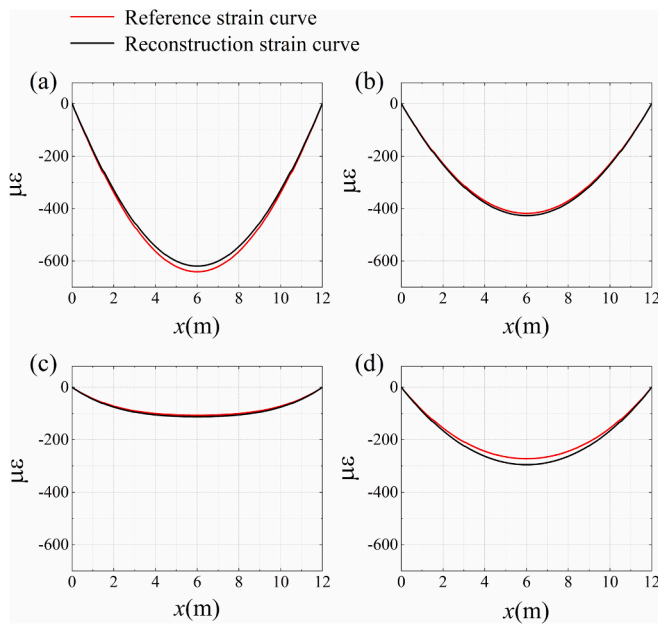 Reference strain curve
Reconstruction strain curve
(a)
0
-200
-400
-600
με
0 2 4 6 8 10 12
x(m)
(b)
0
-200
-400
-600
με
0 2 4 6 8 10 12
x(m)
(c)
0
-200
-400
-600
με
0 2 4 6 8 10 12
x(m)
(d)
0
-200
-400
-600
με
0 2 4 6 8 10 12
x(m)